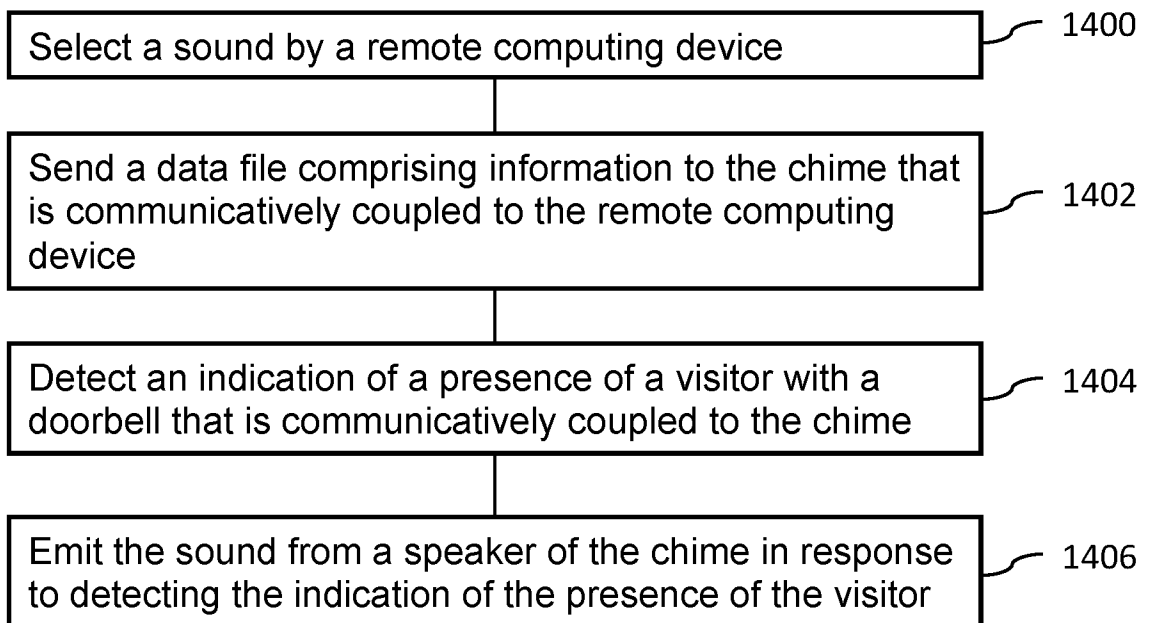 Select a sound by a remote computing device
1400
Send a data file comprising information to the chime that
is communicatively coupled to the remote computing
device
1402
Detect an indication of a presence of a visitor with a
doorbell that is communicatively coupled to the chime
1404
Emit the sound from a speaker of the chime in response
to detecting the indication of the presence of the visitor
1406